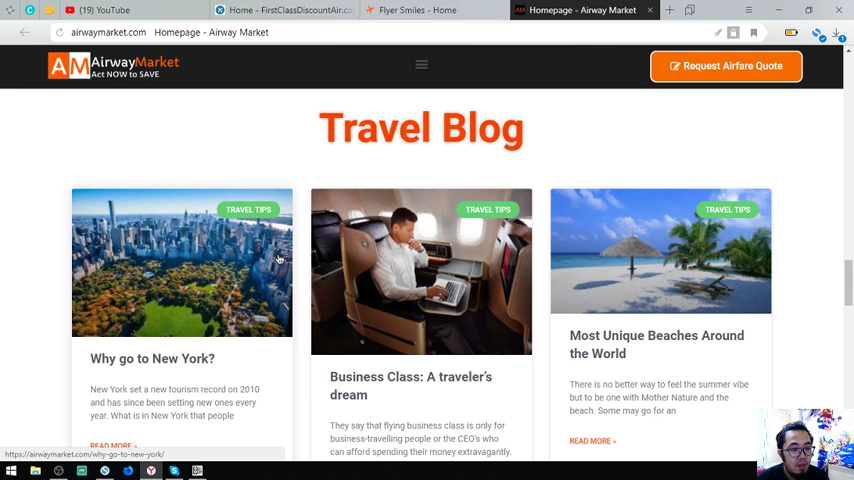 (19) YouTube
Home - FirstClassDiscountAir.co
Flyer Smiles - Home
Homepage - Airway Market
airwaymarket.com Homepage - Airway Market
AM AirwayMarket
Act NOW to SAVE
Request Airfare Quote
Travel Blog
TRAVEL TIPS
TRAVEL TIPS
TRAVEL TIPS
Why go to New York?
New York set a new tourism record on 2010
and has since been setting new ones every
year. What is in New York that people
READ MORE »
Business Class: A traveler's
dream
They say that flying business class is only for
business-travelling people or the CEO's who
can afford spending their money extravagantly.
Most Unique Beaches Around
the World
There is no better way to feel the summer vibe
but to be one with Mother Nature and the
beach. Some may go for an
READ MORE »
https://airwaymarket.com/why-go-to-new-york/